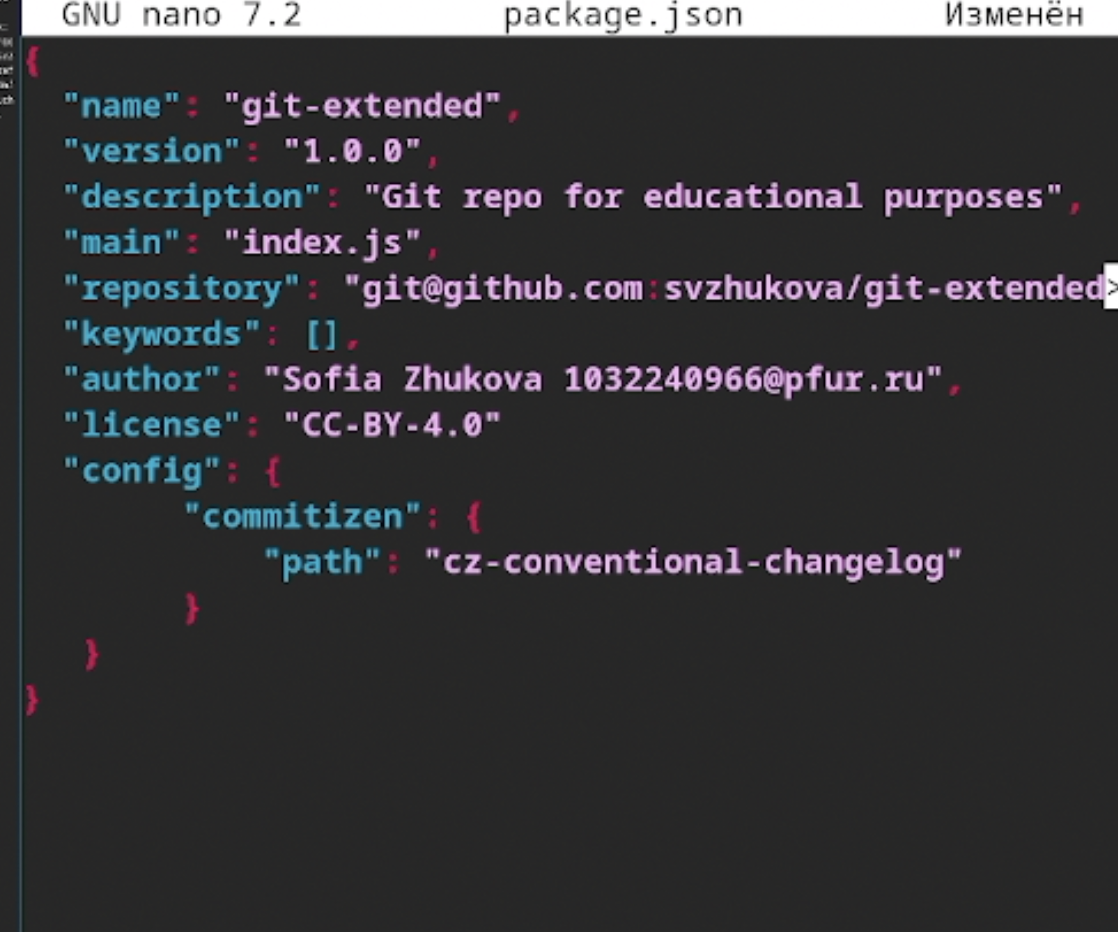 GNU nano 7.2 package.json Изменён
{
"name": "git-extended",
"version": "1.0.0",
"description": "Git repo for educational purposes",
"main": "index.js",
"repository": "git@github.com:svzhukova/git-extended>
"keywords": [],
"author": "Sofia Zhukova 1032240966@pfur.ru",
"license": "CC-BY-4.0"
"config": {
"commitizen": {
"path": "cz-conventional-changelog"
}
}
}